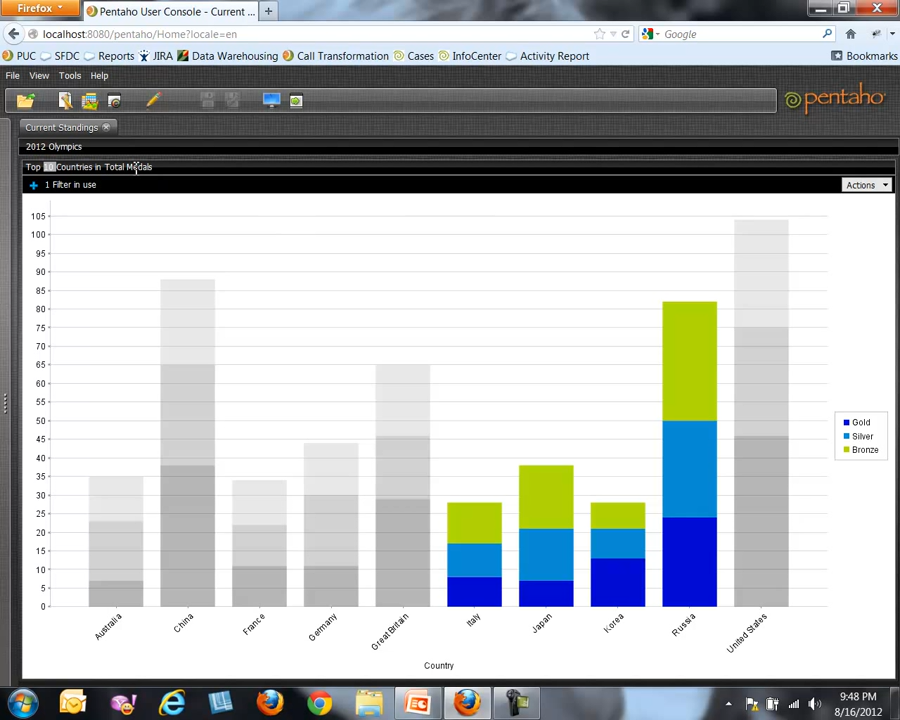 Firefox
Pentaho User Console - Current ...
localhost:8080/pentaho/Home?locale=en
Google
PUC SFDC Reports JIRA Data Warehousing Call Transformation Cases InfoCenter Activity Report Bookmarks
File View Tools Help
pentaho
Current Standings
2012 Olympics
Top 10 Countries in Total Medals
1 Filter in use
Actions
105
100
95
90
85
80
75
70
65
60
55
50
45
40
35
30
25
20
15
10
5
0
Gold
Silver
Bronze
Australia China France Germany Great Britain Italy Japan Korea Russia United States
Country
9:48 PM
8/16/2012